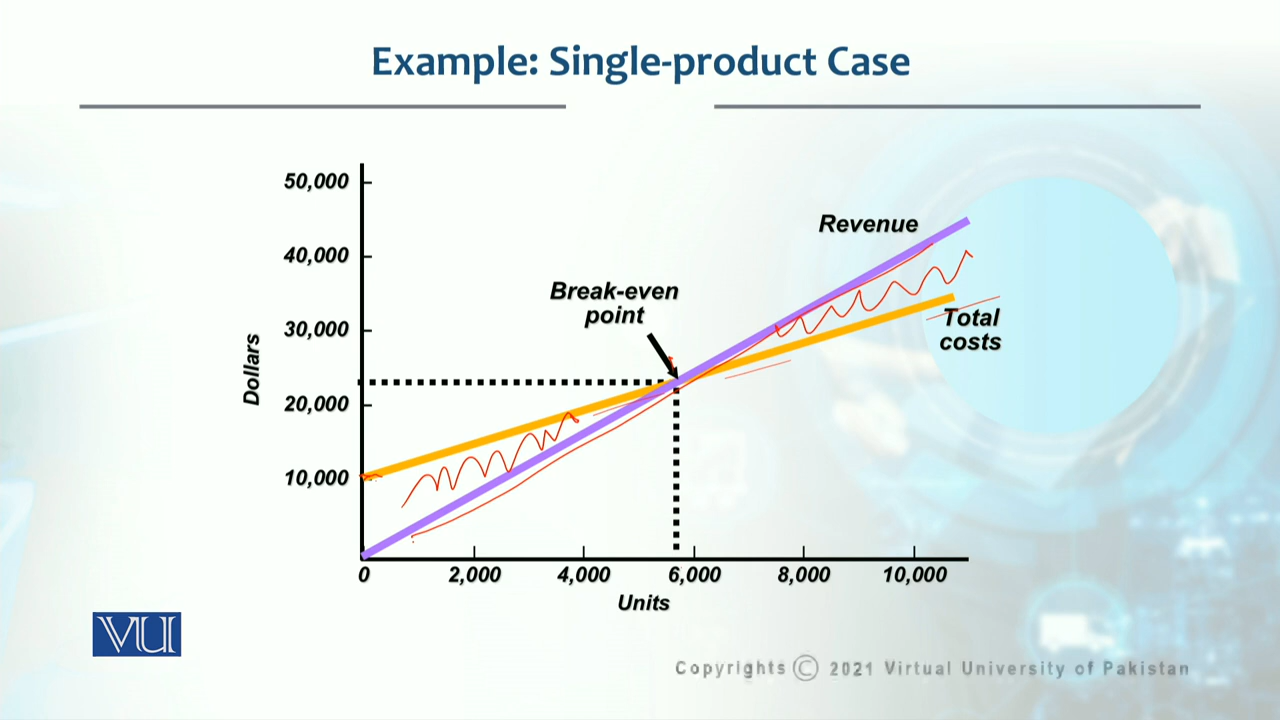 Example: Single-product Case
50,000
40,000
30,000
20,000
10,000
Dollars
Revenue
Break-even
point
Total
costs
0 2,000 4,000 6,000 8,000 10,000
Units
VU
Copyrights © 2021 Virtual University of Pakistan